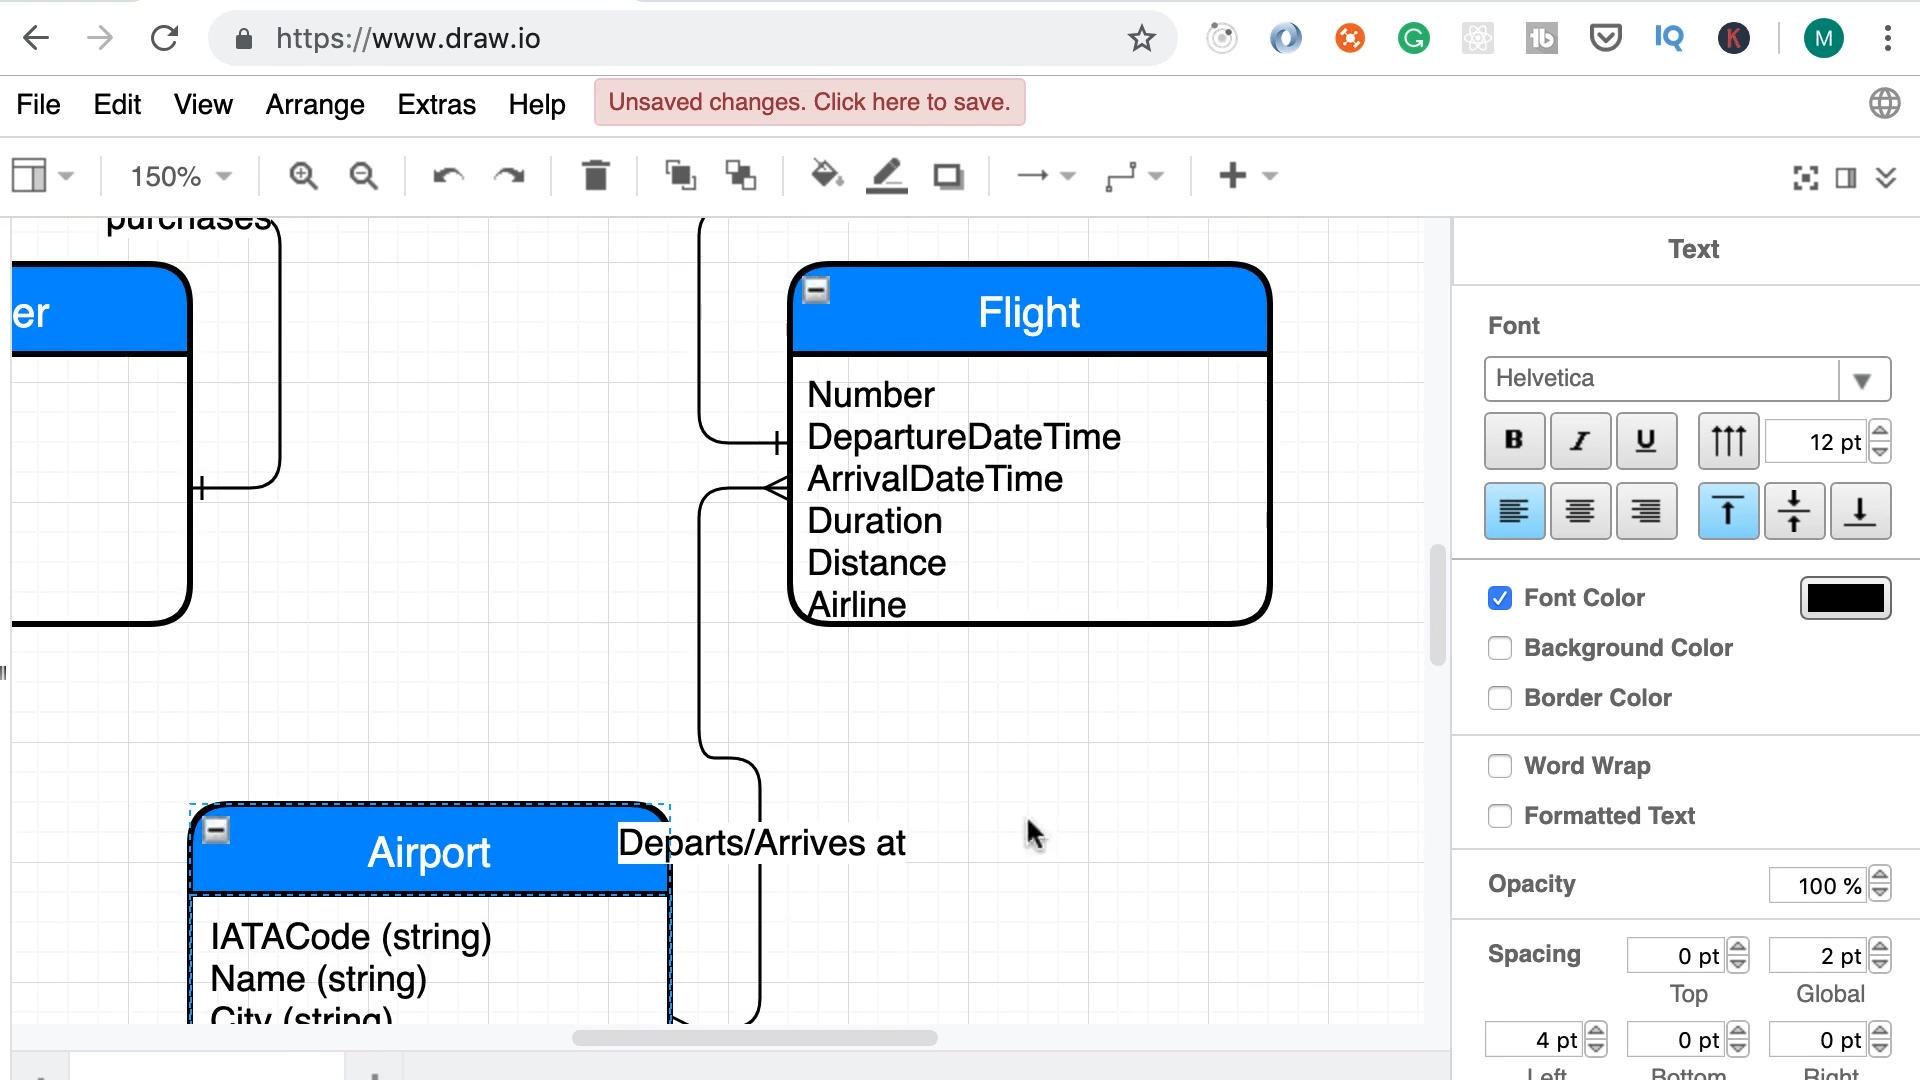 https://www.draw.io
M
File Edit View Arrange Extras Help Unsaved changes. Click here to save.
150%
purchases
er
Flight
Number
DepartureDateTime
ArrivalDateTime
Duration
Distance
Airline
Departs/Arrives at
Airport
IATACode (string)
Name (string)
City (string)
Text
Font
Helvetica
B I U 12 pt
Font Color
Background Color
Border Color
Word Wrap
Formatted Text
Opacity 100 %
Spacing 0 pt 2 pt
Top Global
4 pt 0 pt 0 pt
Left Bottom Right